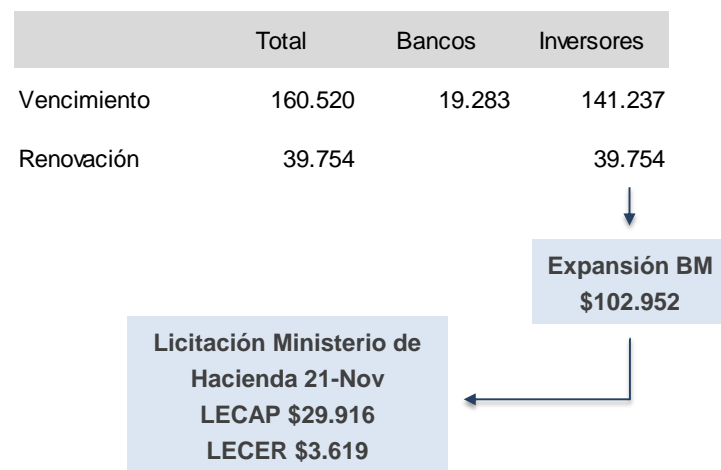 Total Bancos Inversores
Vencimiento 160.520 19.283 141.237
Renovación 39.754 39.754
Expansión BM
$102.952
Licitación Ministerio de
Hacienda 21-Nov
LECAP $29.916
LECER $3.619